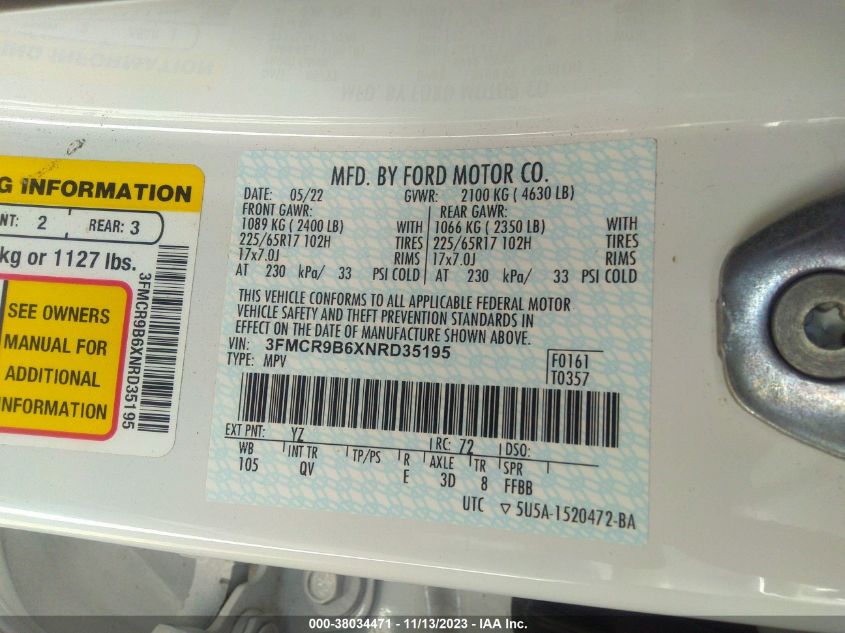 G INFORMATION
NT: 2 REAR: 3
kg or 1127 lbs.
SEE OWNERS
MANUAL FOR
ADDITIONAL
INFORMATION
3FMCR9B6XNRD35195
MFD. BY FORD MOTOR CO.
DATE: 05/22 GVWR: 2100 KG ( 4630 LB)
FRONT GAWR: REAR GAWR:
1089 KG ( 2400 LB) WITH 1066 KG ( 2350 LB) WITH
225/65R17 102H TIRES 225/65R17 102H TIRES
17x7.0J RIMS 17x7.0J RIMS
AT 230 kPa/ 33 PSI COLD AT 230 kPa/ 33 PSI COLD
THIS VEHICLE CONFORMS TO ALL APPLICABLE FEDERAL MOTOR
VEHICLE SAFETY AND THEFT PREVENTION STANDARDS IN
EFFECT ON THE DATE OF MANUFACTURE SHOWN ABOVE.
VIN: 3FMCR9B6XNRD35195
TYPE: MPV F0161
T0357
EXT PNT: YZ RC: 72 DSO:
WB INT TR TP/PS R AXLE TR SPR
105 QV E 3D 8 FFBB
UTC ▽ 5U5A-1520472-BA
000-38034471 - 11/13/2023 - IAA Inc.